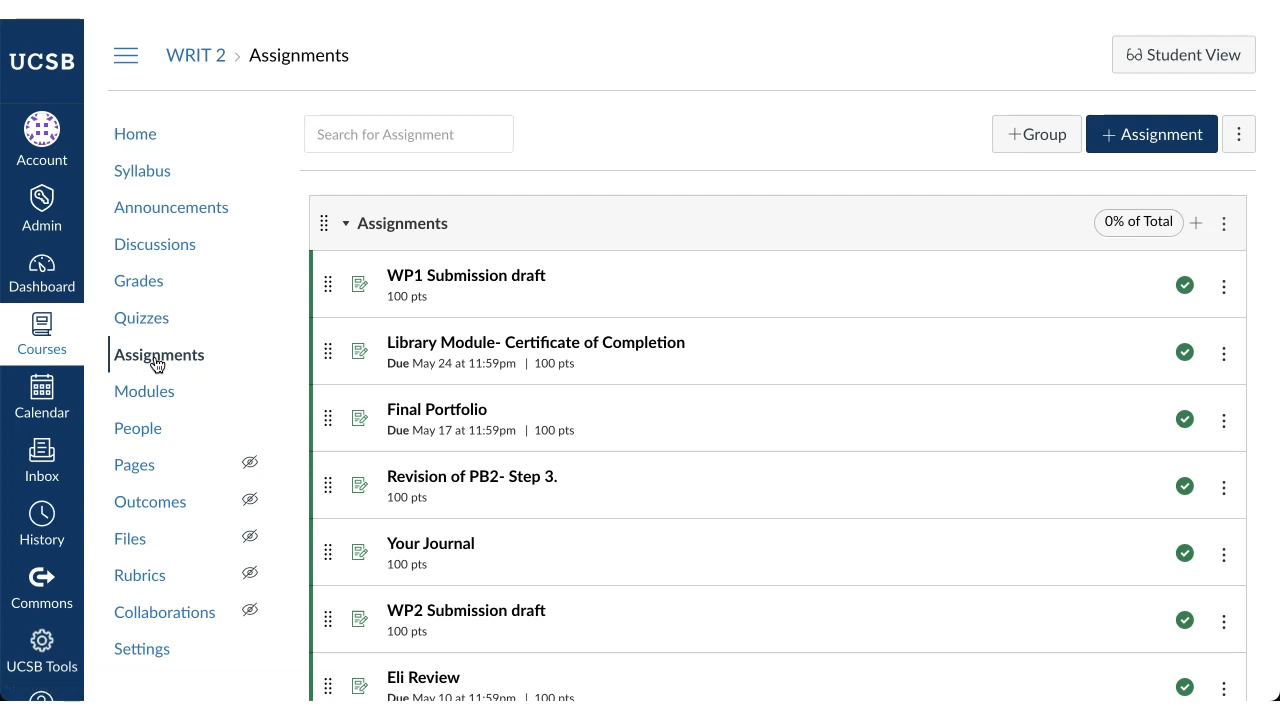 UCSB
Account
Admin
Dashboard
Courses
Calendar
Inbox
History
Commons
UCSB Tools
WRIT 2 › Assignments
Student View
Home
Syllabus
Announcements
Discussions
Grades
Quizzes
Assignments
Modules
People
Pages
Outcomes
Files
Rubrics
Collaborations
Settings
Search for Assignment
+Group
+ Assignment
Assignments
0% of Total
WP1 Submission draft
100 pts
Library Module- Certificate of Completion
Due May 24 at 11:59pm | 100 pts
Final Portfolio
Due May 17 at 11:59pm | 100 pts
Revision of PB2- Step 3.
100 pts
Your Journal
100 pts
WP2 Submission draft
100 pts
Eli Review
Due May 10 at 11:59pm | 100 pts